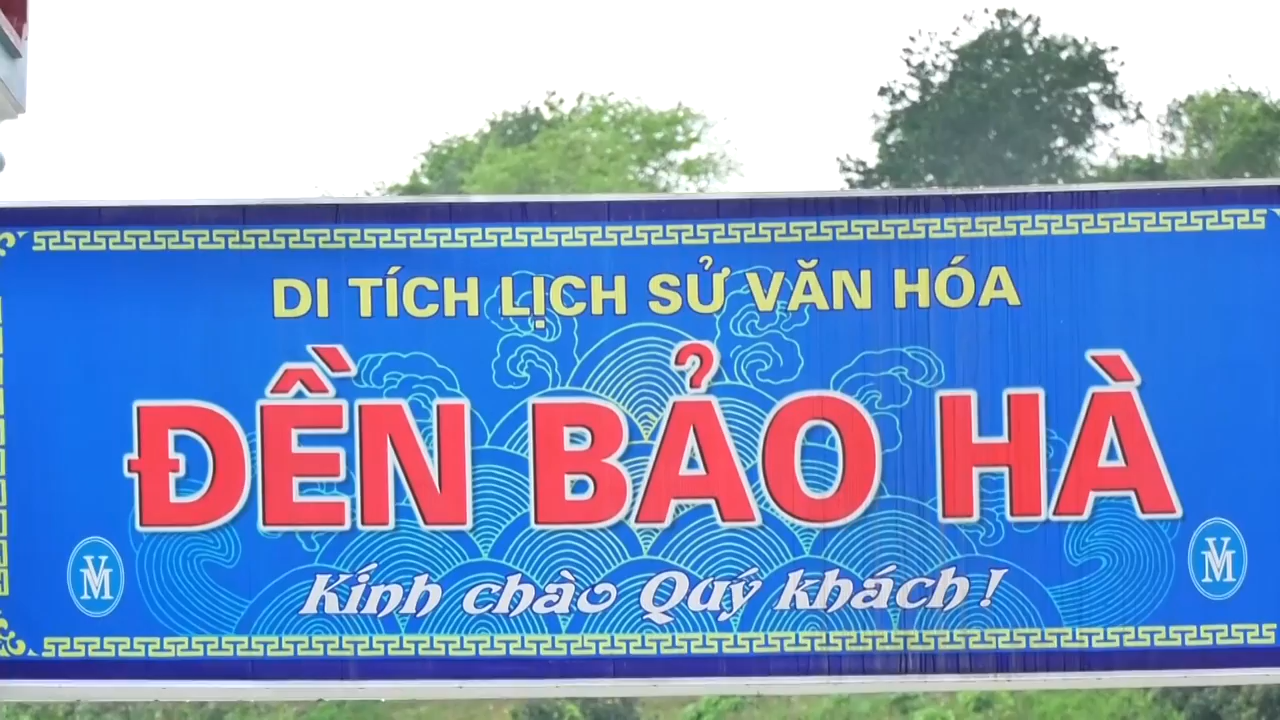 DI TÍCH LỊCH SỬ VĂN HÓA
ĐỀN BẢO HÀ
Kính chào Quý khách!
VM
VM